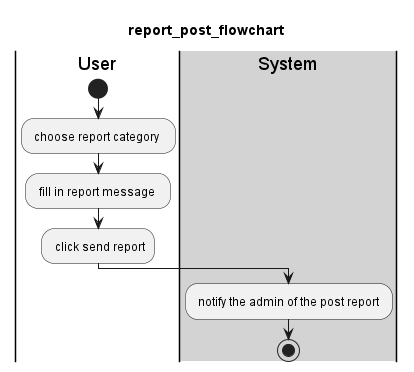 report_post_flowchart
User
System
choose report category
fill in report message
click send report
notify the admin of the post report